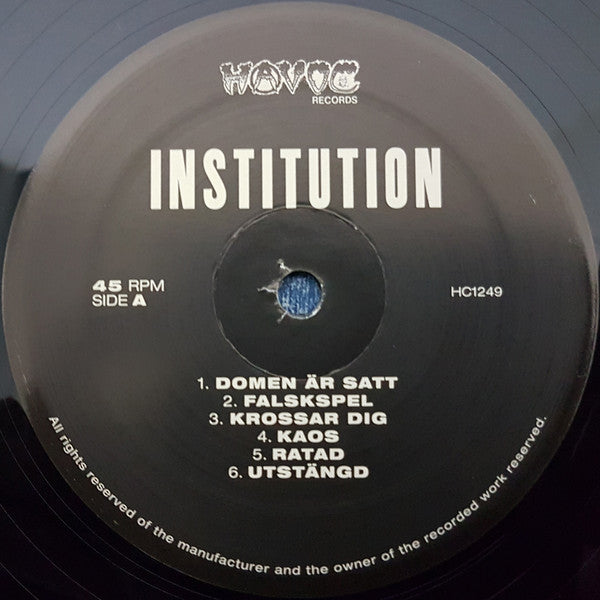 HAVOC
RECORDS
INSTITUTION
45 RPM
SIDE A
HC1249
1. DOMEN ÄR SATT
2. FALSKSPEL
3. KROSSAR DIG
4. KAOS
5. RATAD
6. UTSTÄNGD
All rights reserved of the manufacturer and the owner of the recorded work reserved.